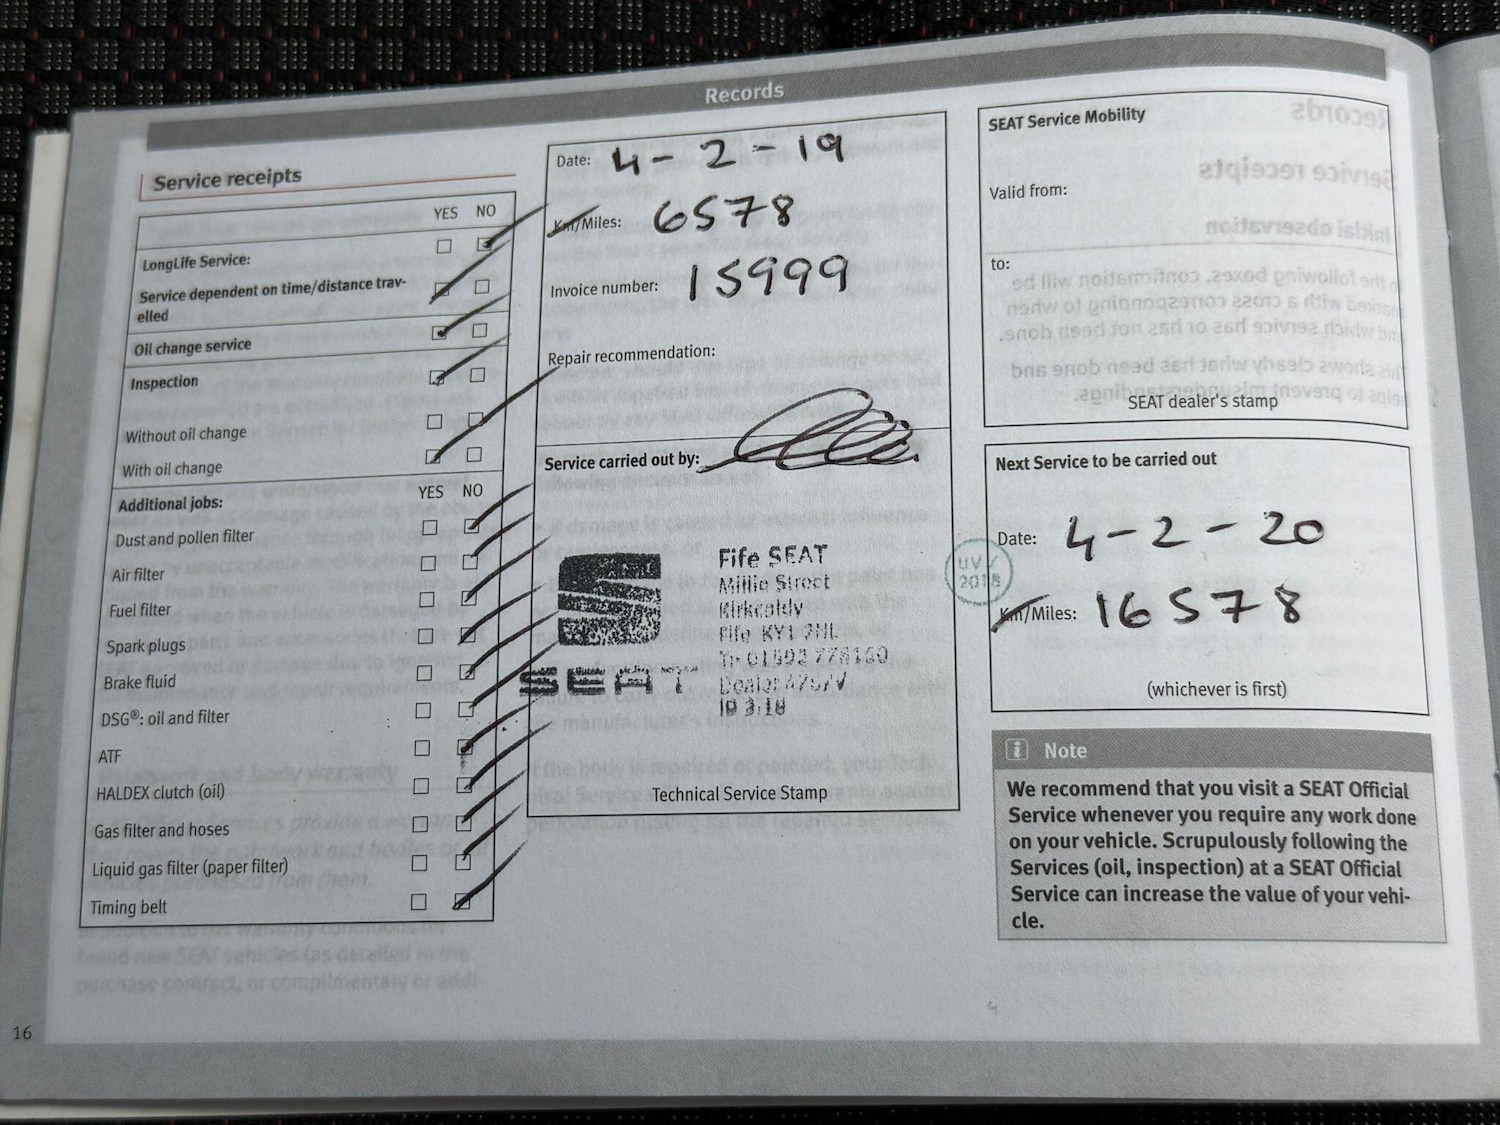 Records
Service receipts
YES NO
LongLife Service:
Service dependent on time/distance trav-
elled
Oil change service
Inspection
Without oil change
With oil change
Additional jobs:
YES NO
Dust and pollen filter
Air filter
Fuel filter
Spark plugs
Brake fluid
DSG®: oil and filter
ATF
HALDEX clutch (oil)
Gas filter and hoses
Liquid gas filter (paper filter)
Timing belt
16
Date: 4-2-19
Km/Miles: 6578
Invoice number: 15999
Repair recommendation:
Service carried out by:
SEAT
Fife SEAT
Millie Street
Kirkcaldy
Fife
Technical Service Stamp
SEAT Service Mobility
Valid from:
to:
SEAT dealer's stamp
Next Service to be carried out
UV
2018
Date: 4-2-20
Km/Miles: 16578
(whichever is first)
i Note
We recommend that you visit a SEAT Official
Service whenever you require any work done
on your vehicle. Scrupulously following the
Services (oil, inspection) at a SEAT Official
Service can increase the value of your vehi-
cle.